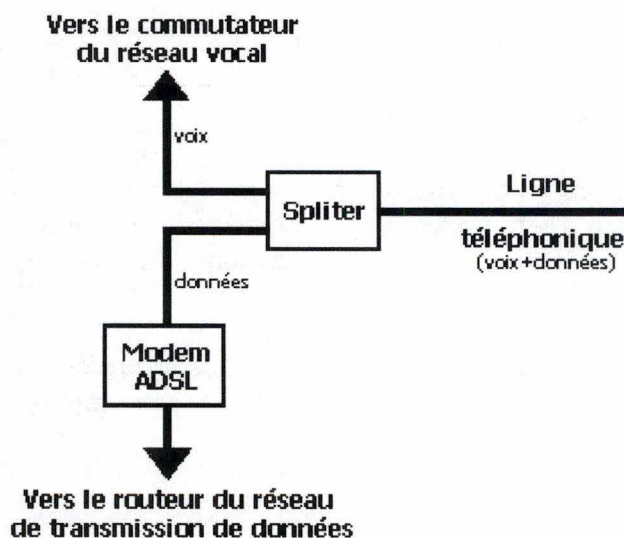 Vers le commutateur
du réseau vocal
voix
Spliter
Ligne
téléphonique
(voix+données)
données
Modem
ADSL
Vers le routeur du réseau
de transmission de données